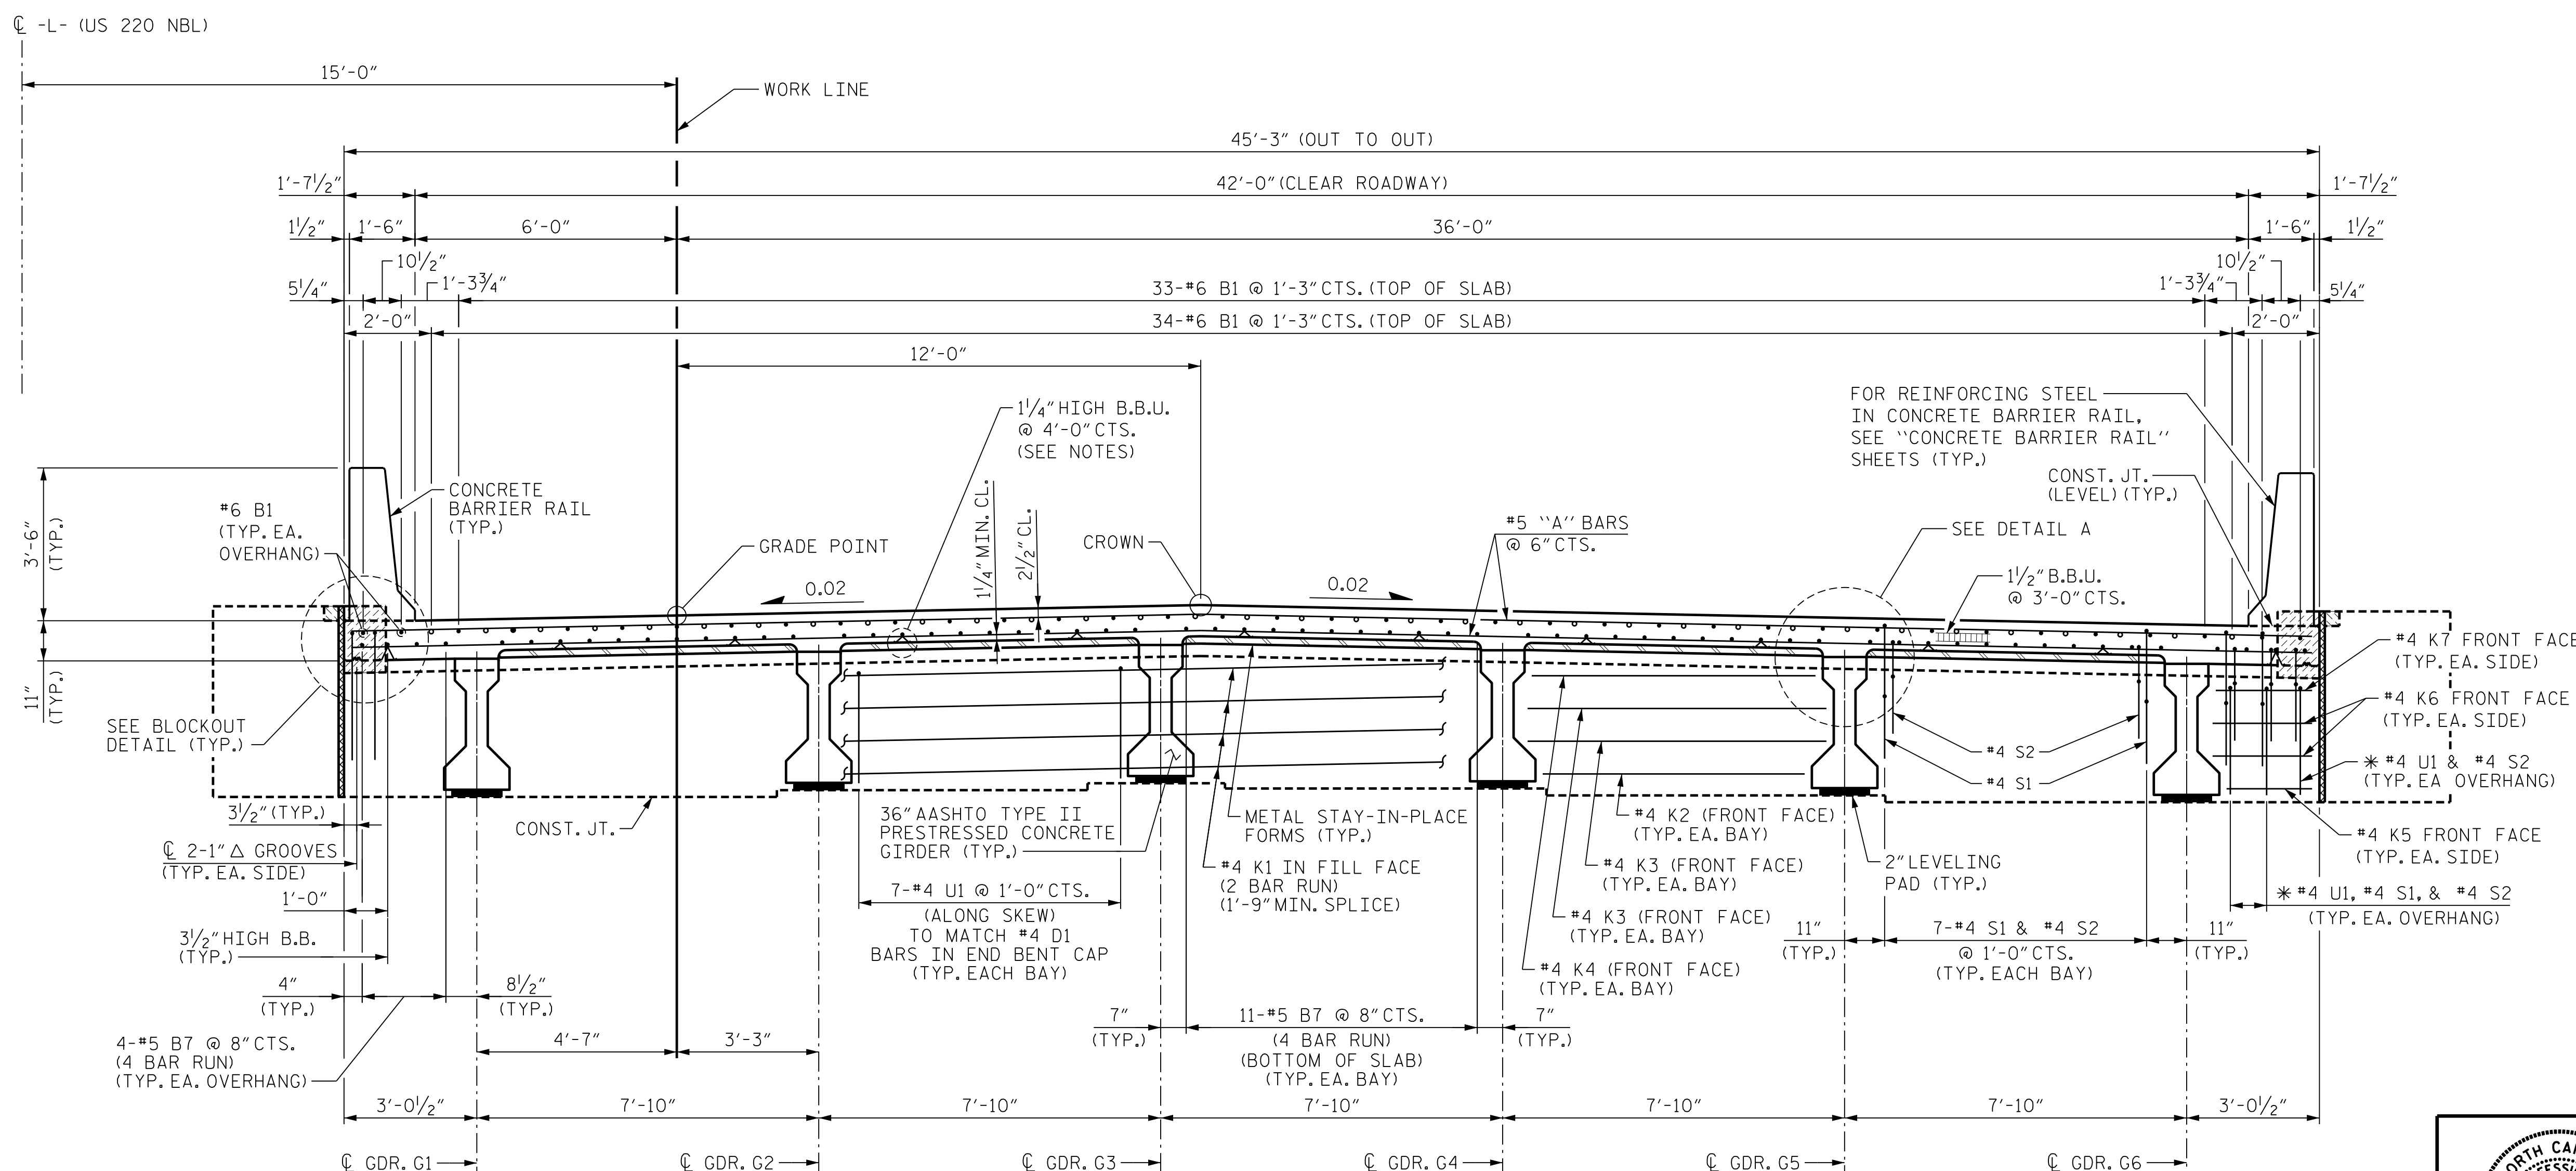 ℄ -L- (US 220 NBL)
15'-0"
WORK LINE
45'-3" (OUT TO OUT)
1'-7½"
42'-0" (CLEAR ROADWAY)
1'-7½"
1½"
1'-6"
6'-0"
36'-0"
1'-6"
1½"
10½"
10½"
5¼"
1'-3¾"
33-#6 B1 @ 1'-3" CTS. (TOP OF SLAB)
1'-3¾"
5¼"
2'-0"
34-#6 B1 @ 1'-3" CTS. (TOP OF SLAB)
2'-0"
12'-0"
1¼" HIGH B.B.U.
@ 4'-0" CTS.
(SEE NOTES)
FOR REINFORCING STEEL
IN CONCRETE BARRIER RAIL,
SEE "CONCRETE BARRIER RAIL"
SHEETS (TYP.)
CONST. JT.
(LEVEL) (TYP.)
3'-6"
(TYP.)
#6 B1
(TYP. EA.
OVERHANG)
CONCRETE
BARRIER RAIL
(TYP.)
GRADE POINT
1¼" MIN. CL.
2½" CL.
CROWN
#5 "A" BARS
@ 6" CTS.
SEE DETAIL A
0.02
0.02
1½" B.B.U.
@ 3'-0" CTS.
11"
(TYP.)
SEE BLOCKOUT
DETAIL (TYP.)
#4 K7 FRONT FACE
(TYP. EA. SIDE)
#4 K6 FRONT FACE
(TYP. EA. SIDE)
#4 S2
#4 S1
* #4 U1 & #4 S2
(TYP. EA OVERHANG)
3½" (TYP.)
CONST. JT.
36" AASHTO TYPE II
PRESTRESSED CONCRETE
GIRDER (TYP.)
METAL STAY-IN-PLACE
FORMS (TYP.)
#4 K2 (FRONT FACE)
(TYP. EA. BAY)
#4 K5 FRONT FACE
(TYP. EA. SIDE)
℄ 2-1" Δ GROOVES
(TYP. EA. SIDE)
#4 K1 IN FILL FACE
(2 BAR RUN)
(1'-9" MIN. SPLICE)
#4 K3 (FRONT FACE)
(TYP. EA. BAY)
2" LEVELING
PAD (TYP.)
1'-0"
7-#4 U1 @ 1'-0" CTS.
(ALONG SKEW)
TO MATCH #4 D1
BARS IN END BENT CAP
(TYP. EACH BAY)
#4 K3 (FRONT FACE)
(TYP. EA. BAY)
* #4 U1, #4 S1, & #4 S2
(TYP. EA. OVERHANG)
3½" HIGH B.B.
(TYP.)
11"
(TYP.)
7-#4 S1 & #4 S2
@ 1'-0" CTS.
(TYP. EACH BAY)
11"
(TYP.)
#4 K4 (FRONT FACE)
(TYP. EA. BAY)
4"
(TYP.)
8½"
(TYP.)
7"
(TYP.)
11-#5 B7 @ 8" CTS.
(4 BAR RUN)
(BOTTOM OF SLAB)
(TYP. EA. BAY)
7"
(TYP.)
4-#5 B7 @ 8" CTS.
(4 BAR RUN)
(TYP. EA. OVERHANG)
4'-7"
3'-3"
3'-0½"
7'-10"
7'-10"
7'-10"
7'-10"
7'-10"
3'-0½"
℄ GDR. G1
℄ GDR. G2
℄ GDR. G3
℄ GDR. G4
℄ GDR. G5
℄ GDR. G6